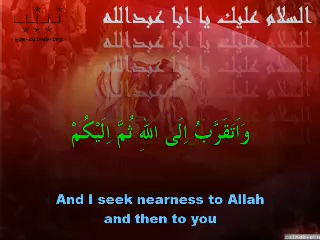 السلام عليك يا ابا عبدالله
وَاَتَقَرَّبُ اِلَى اللهِ ثُمَّ اِلَيْكُمْ
And I seek nearness to Allah
and then to you